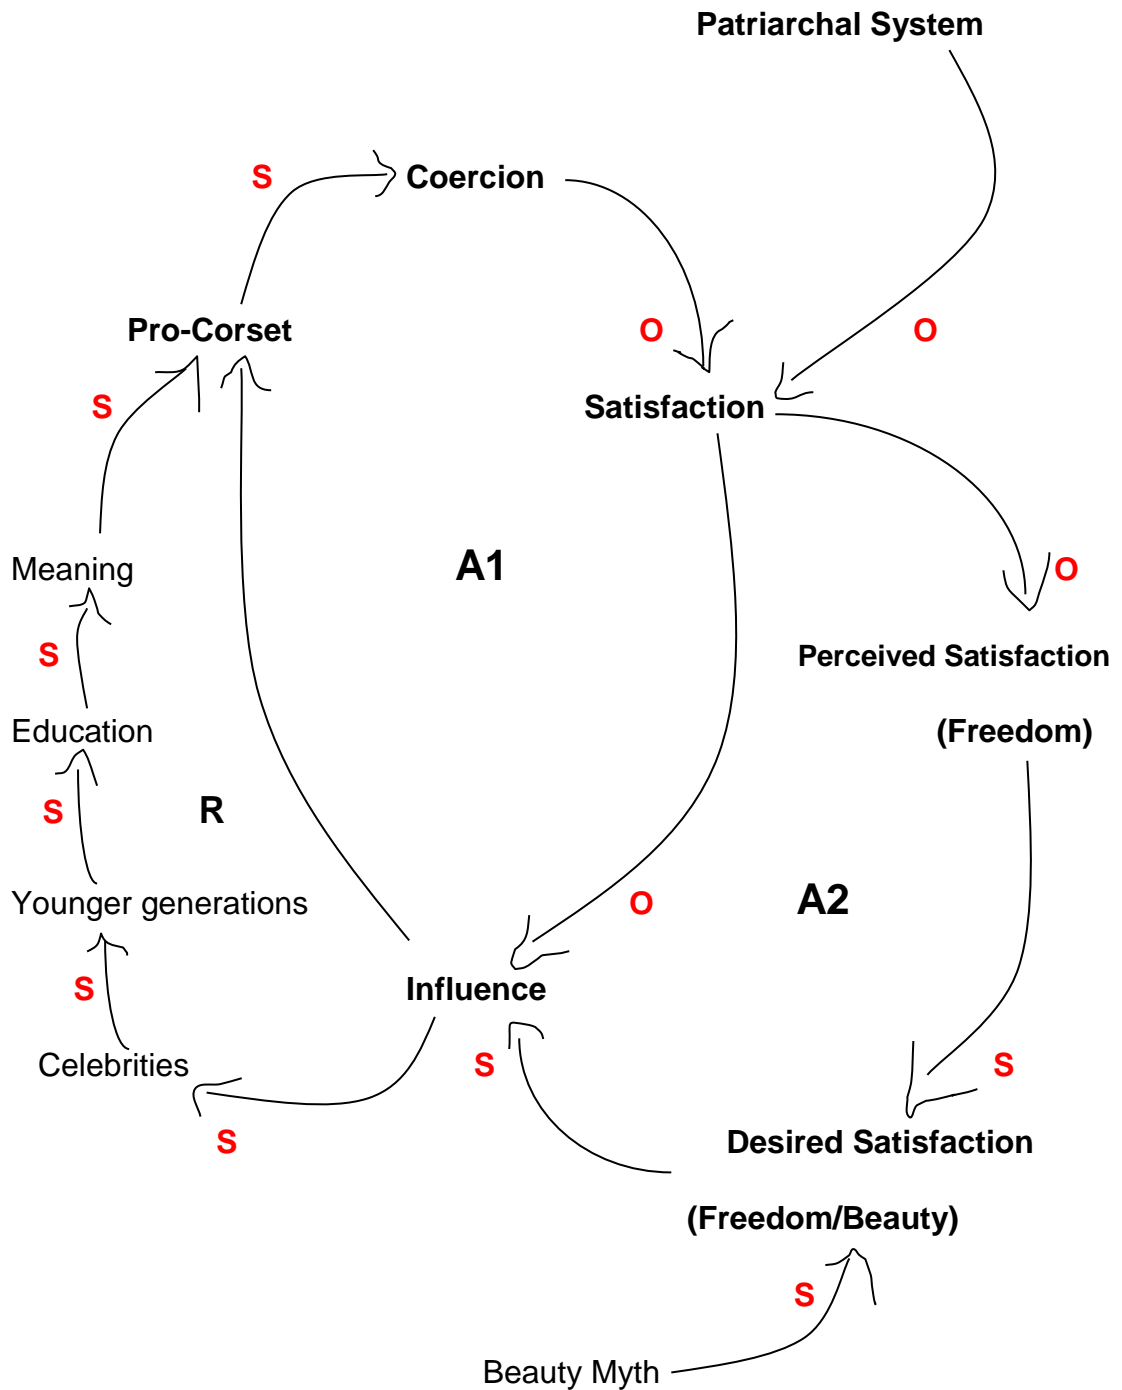 Patriarchal System
S
Coercion
Pro-Corset
O
O
S
Satisfaction
A1
Meaning
O
S
Perceived Satisfaction
Education
(Freedom)
S
R
Younger generations
O
A2
S
Influence
Celebrities
S
S
S
Desired Satisfaction
(Freedom/Beauty)
S
Beauty Myth